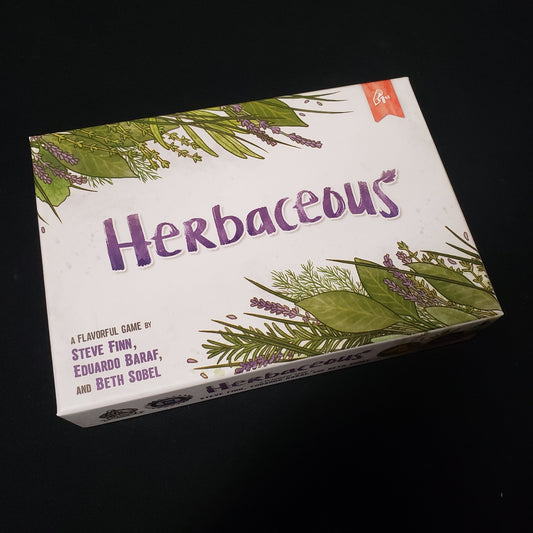 Herbaceous
A FLAVORFUL GAME BY
STEVE FINN,
EDUARDO BARAF,
AND BETH SOBEL
HERBACEOUS